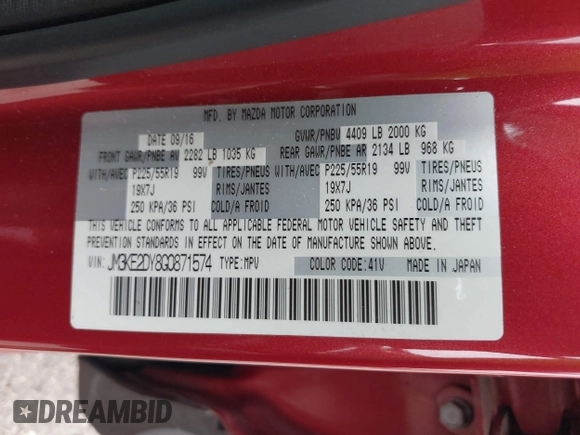 MFD. BY MAZDA MOTOR CORPORATION
DATE 09/16 GVWR/PNBV 4409 LB 2000 KG
FRONT GAWR/PNBE AV 2282 LB 1035 KG REAR GAWR/PNBE AR 2134 LB 968 KG
WITH/AVEC P225/55R19 99V TIRES/PNEUS WITH/AVEC P225/55R19 99V TIRES/PNEUS
19X7J RIMS/JANTES 19X7J RIMS/JANTES
250 KPA/36 PSI COLD/A FROID 250 KPA/36 PSI COLD/A FROID
THIS VEHICLE CONFORMS TO ALL APPLICABLE FEDERAL MOTOR VEHICLE SAFETY AND THEFT
PREVENTION STANDARDS IN EFFECT ON THE DATE OF MANUFACTURE SHOWN ABOVE.
VIN: JM3KE2DY8G0871574 TYPE: MPV COLOR CODE: 41V MADE IN JAPAN
DREAMBID